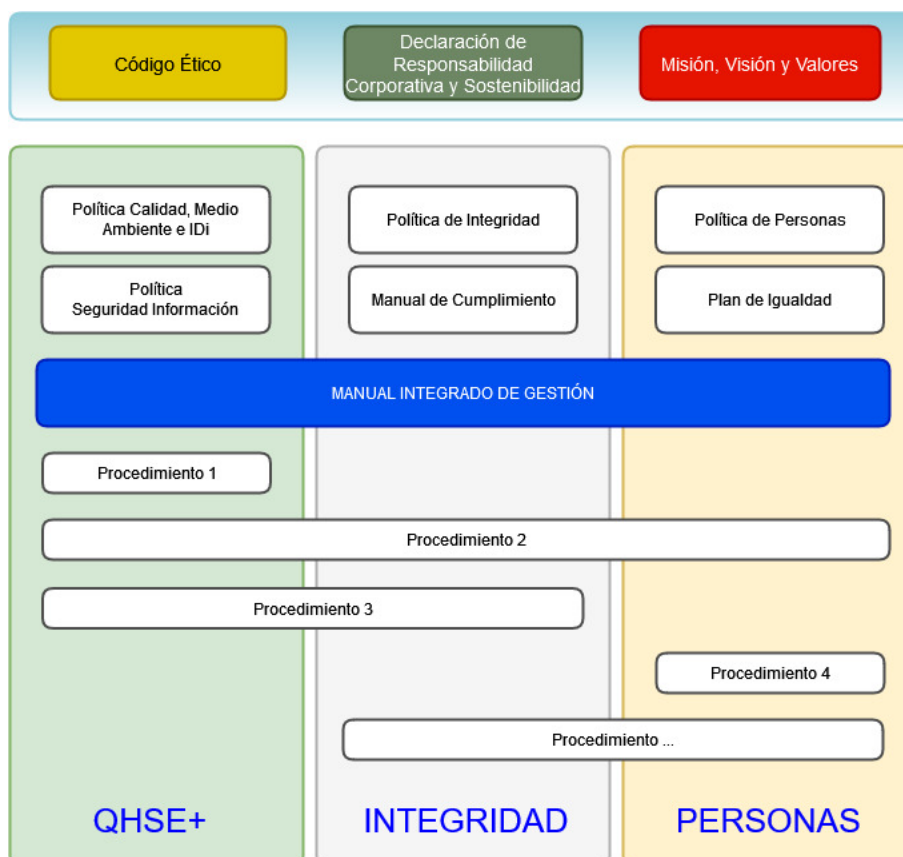 Código Ético
Declaración de
Responsabilidad
Corporativa y Sostenibilidad
Misión, Visión y Valores
Política Calidad, Medio
Ambiente e IDi
Política de Integridad
Política de Personas
Política
Seguridad Información
Manual de Cumplimiento
Plan de Igualdad
MANUAL INTEGRADO DE GESTIÓN
Procedimiento 1
Procedimiento 2
Procedimiento 3
Procedimiento 4
Procedimiento ...
QHSE+
INTEGRIDAD
PERSONAS